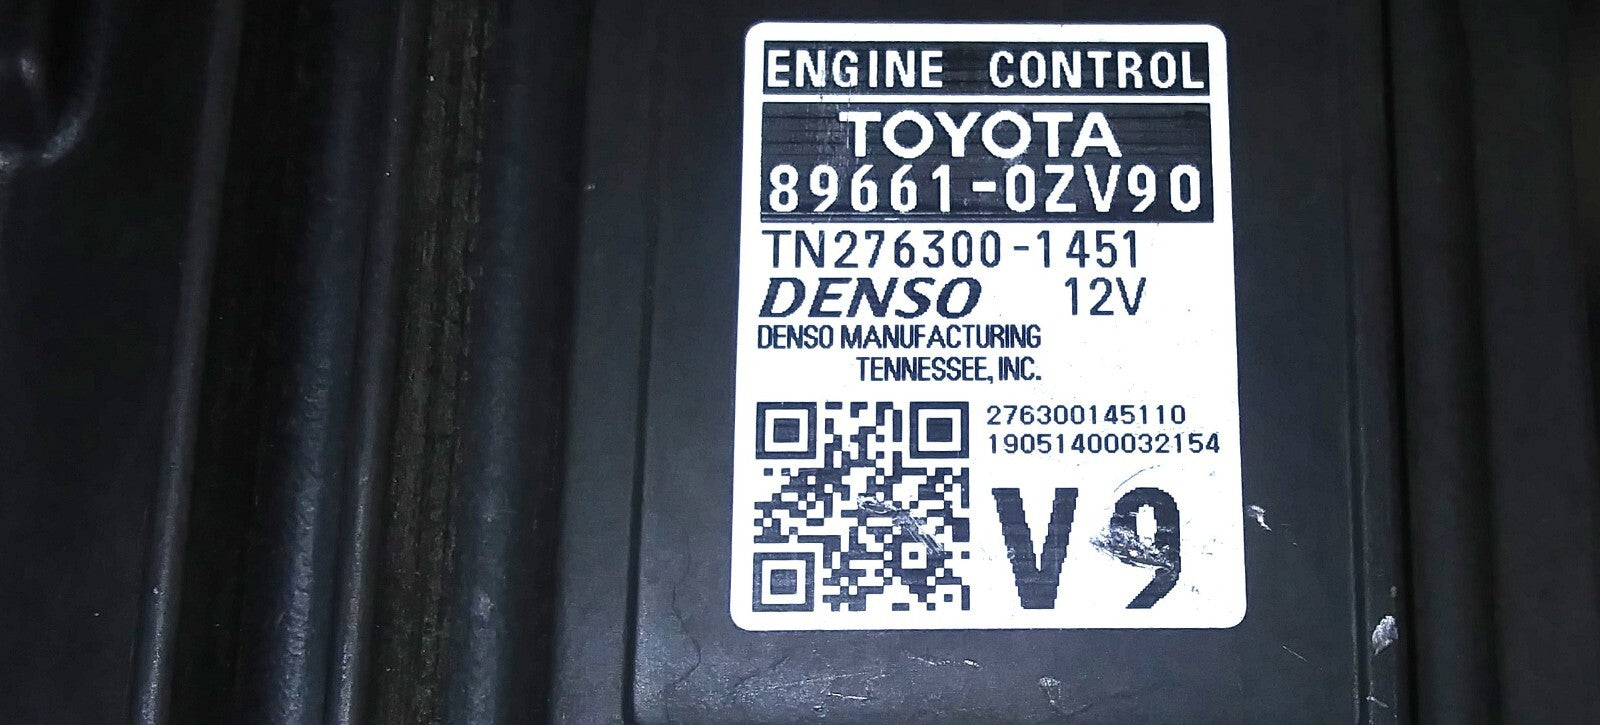 ENGINE CONTROL
TOYOTA
89661-0ZV90
TN276300-1451
DENSO 12V
DENSO MANUFACTURING
TENNESSEE, INC.
276300145110
19051400032154
V9